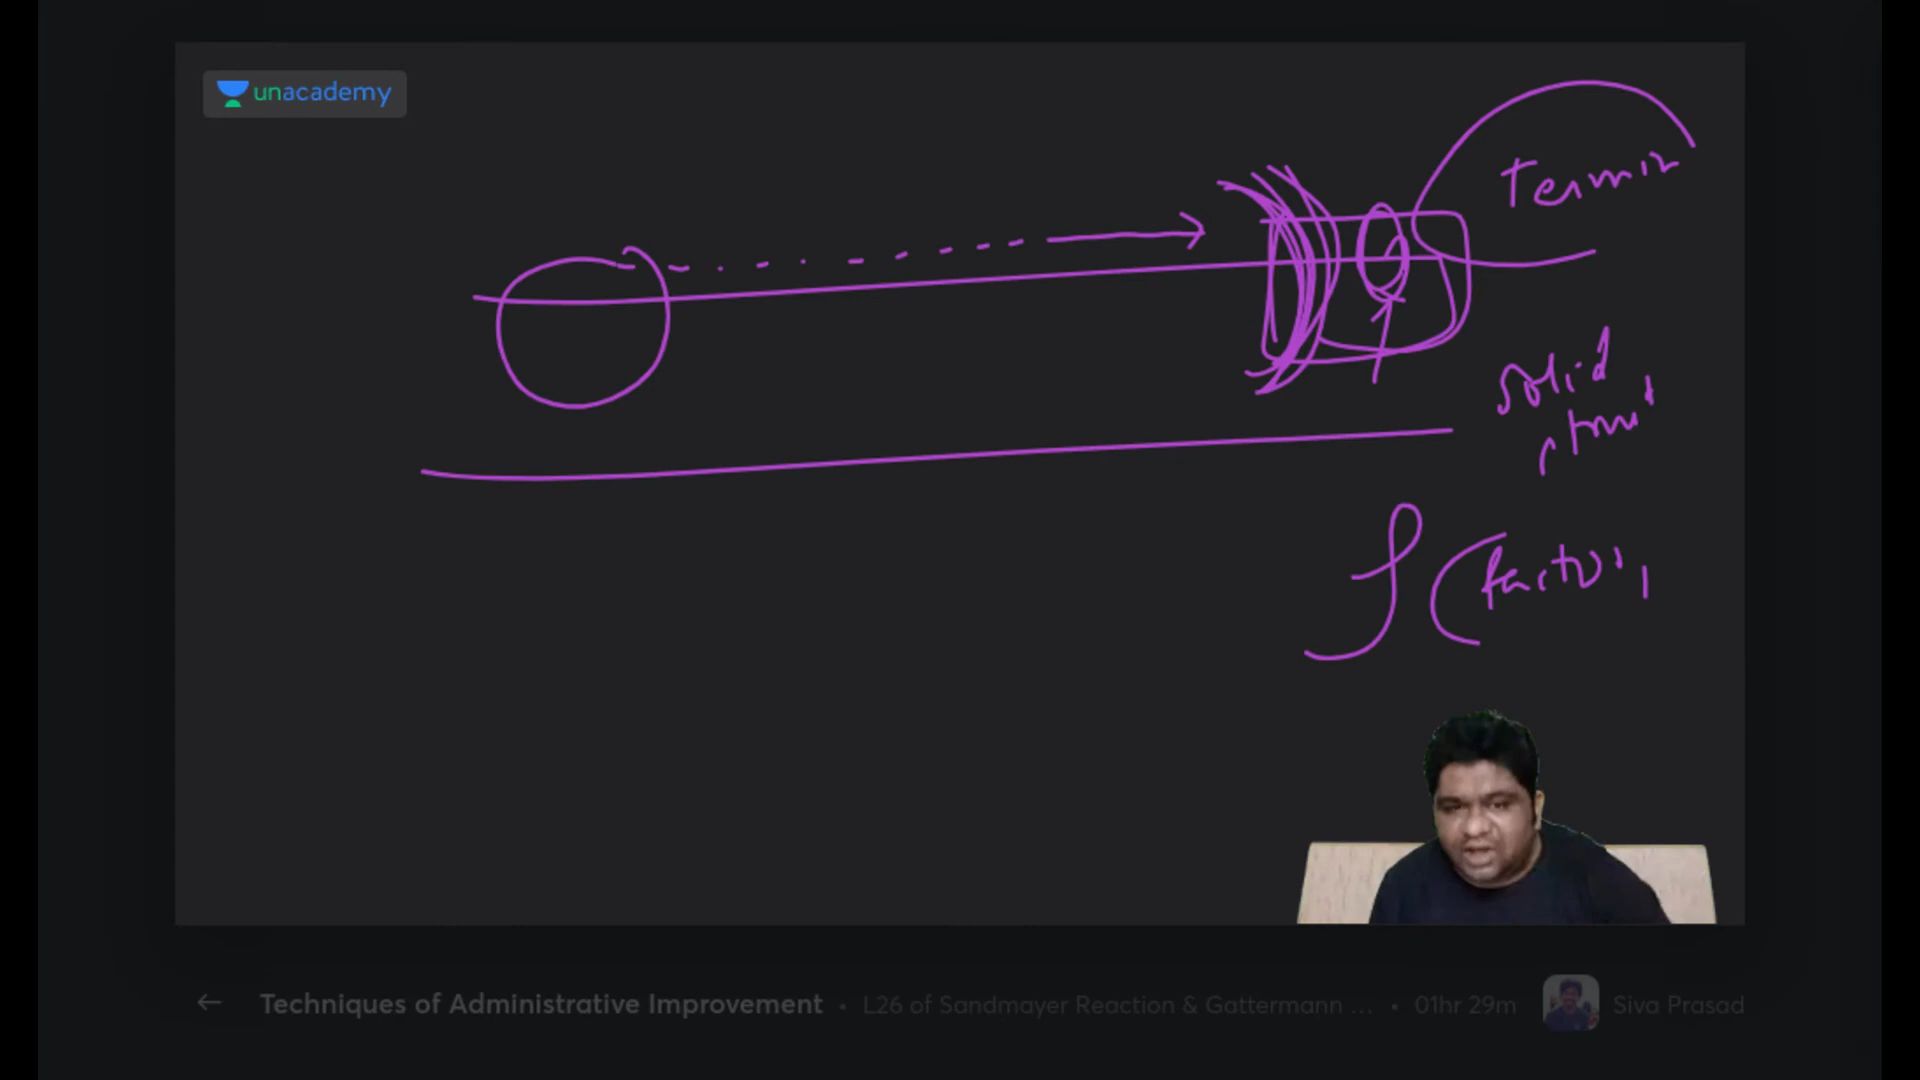 unacademy
Termin
solid
f(factor,
Techniques of Administrative Improvement • L26 of Sandmayer Reaction & Gattermann ... • 01hr 29m Siva Prasad